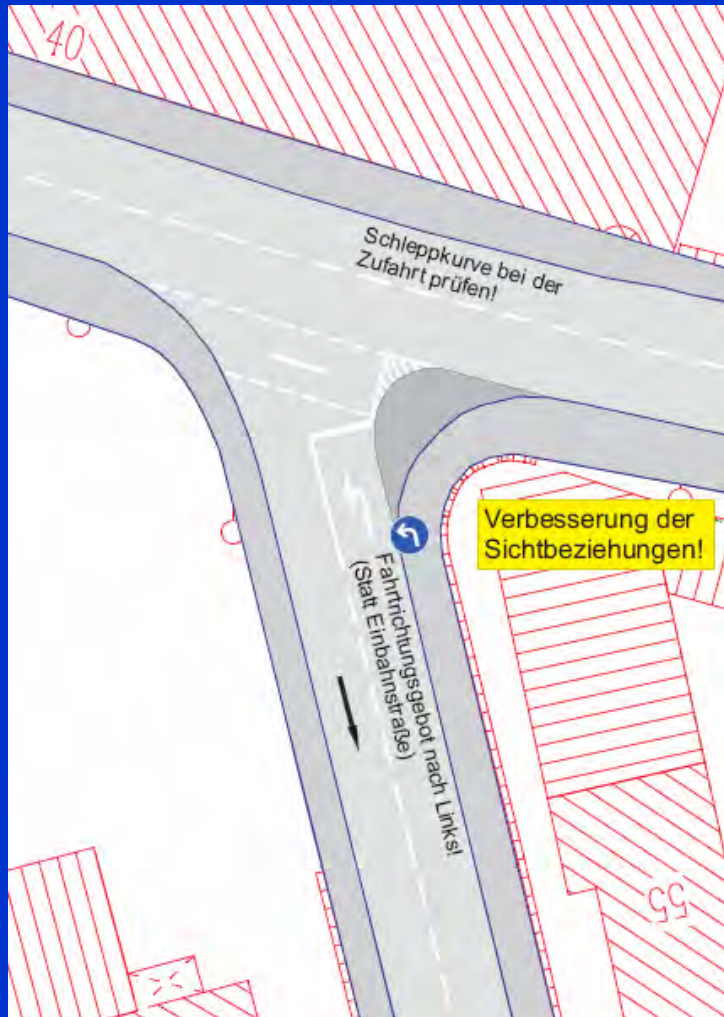 40
Schleppkurve bei der
Zufahrt prüfen!
Verbesserung der
Sichtbeziehungen!
Fahrtrichtungsgebot nach Links!
(Statt Einbahnstraße)
55